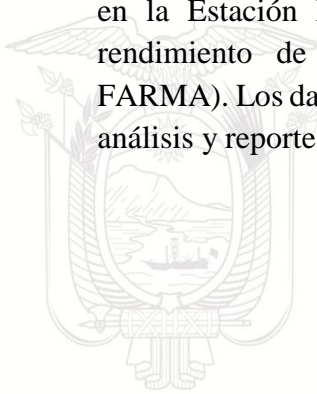 en la Estación
rendimiento de
FARMA). Los da
análisis y reporte